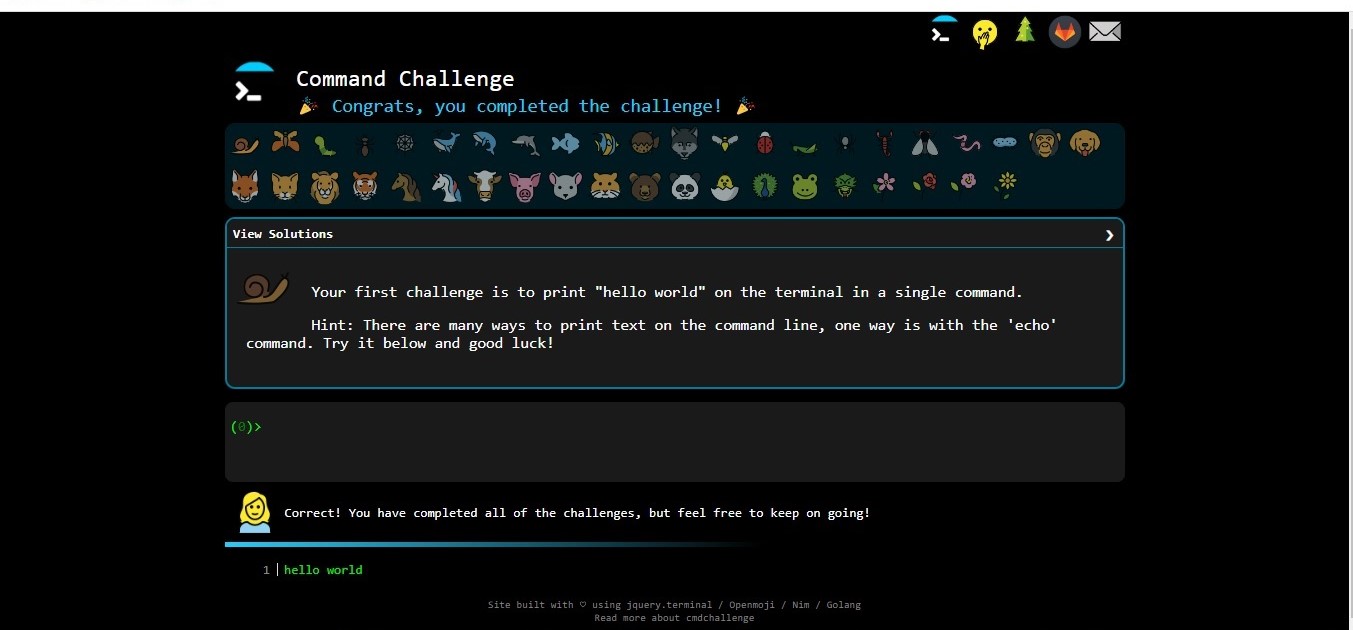 Command Challenge
Congrats, you completed the challenge!
View Solutions
Your first challenge is to print "hello world" on the terminal in a single command.
Hint: There are many ways to print text on the command line, one way is with the 'echo'
command. Try it below and good luck!
(0)>
Correct! You have completed all of the challenges, but feel free to keep on going!
1 hello world
Site built with ♡ using jquery.terminal / Openmoji / Nim / Golang
Read more about cmdchallenge